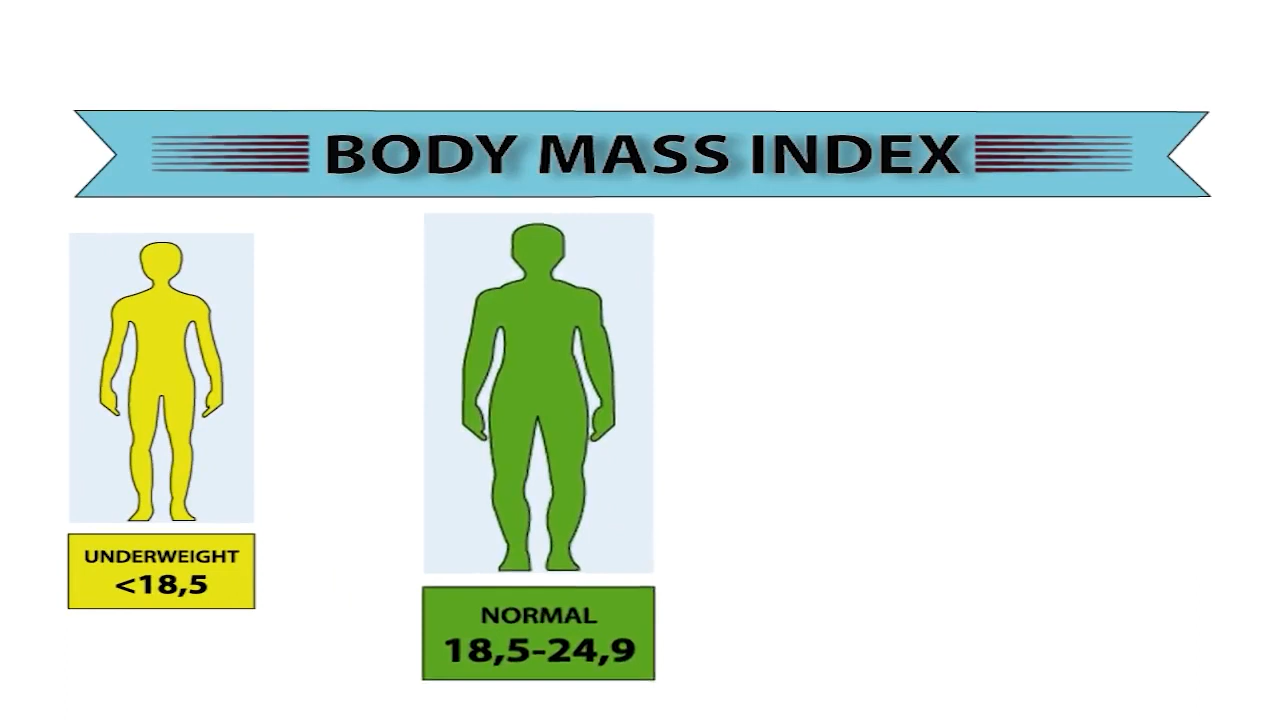 BODY MASS INDEX
UNDERWEIGHT
<18,5
NORMAL
18,5-24,9